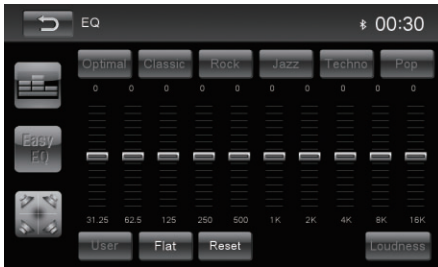 EQ 00:30
Optimal Classic Rock Jazz Techno Pop
0 0 0 0 0 0 0 0 0 0
Easy
EQ
31.25 62.5 125 250 500 1K 2K 4K 8K 16K
User Flat Reset Loudness